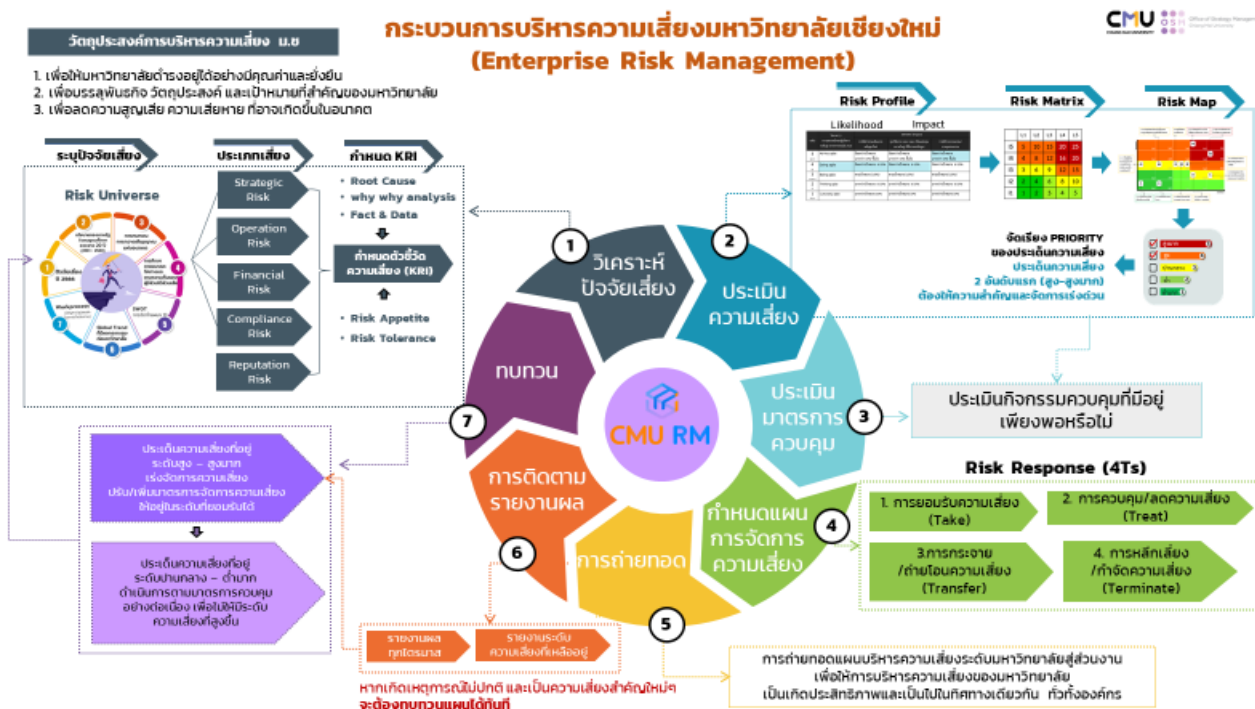 กระบวนการบริหารความเสี่ยงมหาวิทยาลัยเชียงใหม่
(Enterprise Risk Management)
CMU
OSM
Office of Strategy Management
วัตถุประสงค์การบริหารความเสี่ยง ม.ช
1. เพื่อให้มหาวิทยาลัยดำรงอยู่ได้อย่างมีคุณค่าและยั่งยืน
2. เพื่อบรรลุพันธกิจ วัตถุประสงค์ และเป้าหมายที่สำคัญของมหาวิทยาลัย
3. เพื่อลดความสูญเสีย ความเสียหาย ที่อาจเกิดขึ้นในอนาคต
ระบุปัจจัยเสี่ยง
ประเภทเสี่ยง
กำหนด KRI
Risk Universe
1
2
3
4
5
6
7
SWOT
Global Trend
Strategic
Risk
Operation
Risk
Financial
Risk
Compliance
Risk
Reputation
Risk
• Root Cause
• why why analysis
• Fact & Data
กำหนดตัวชี้วัด
ความเสี่ยง (KRI)
• Risk Appetite
• Risk Tolerance
Risk Profile
Risk Matrix
Risk Map
Likelihood
Impact
L1 L2 L3 L4 L5
จัดเรียง PRIORITY
ของประเด็นความเสี่ยง
ประเด็นความเสี่ยง
2 อันดับแรก (สูง-สูงมาก)
ต้องให้ความสำคัญและจัดการเร่งด่วน
สูงมาก
สูง
ปานกลาง
1
วิเคราะห์
ปัจจัยเสี่ยง
2
ประเมิน
ความเสี่ยง
ประเมิน
มาตรการ
ควบคุม
3
ประเมินกิจกรรมควบคุมที่มีอยู่
เพียงพอหรือไม่
กำหนดแผน
การจัดการ
ความเสี่ยง
4
Risk Response (4Ts)
1. การยอมรับความเสี่ยง
(Take)
2. การควบคุม/ลดความเสี่ยง
(Treat)
3.การกระจาย
/ถ่ายโอนความเสี่ยง
(Transfer)
4. การหลีกเลี่ยง
/กำจัดความเสี่ยง
(Terminate)
การถ่ายทอด
5
การถ่ายทอดแผนบริหารความเสี่ยงระดับมหาวิทยาลัยสู่ส่วนงาน
เพื่อให้การบริหารความเสี่ยงของมหาวิทยาลัย
เป็นเกิดประสิทธิภาพและเป็นไปในทิศทางเดียวกัน ทั่วทั้งองค์กร
การติดตาม
รายงานผล
6
รายงานผล
ทุกไตรมาส
รายงานระดับ
ความเสี่ยงที่เหลืออยู่
หากเกิดเหตุการณ์ไม่ปกติ และเป็นความเสี่ยงสำคัญใหม่ๆ
จะต้องทบทวนแผนได้ทันที
ทบทวน
7
ประเด็นความเสี่ยงที่อยู่
ระดับสูง – สูงมาก
เร่งจัดการความเสี่ยง
ปรับ/เพิ่มมาตรการจัดการความเสี่ยง
ให้อยู่ในระดับที่ยอมรับได้
ประเด็นความเสี่ยงที่อยู่
ระดับปานกลาง – ต่ำมาก
ดำเนินการตามมาตรการควบคุม
อย่างต่อเนื่อง เพื่อไม่ให้มีระดับ
ความเสี่ยงที่สูงขึ้น
CMU RM